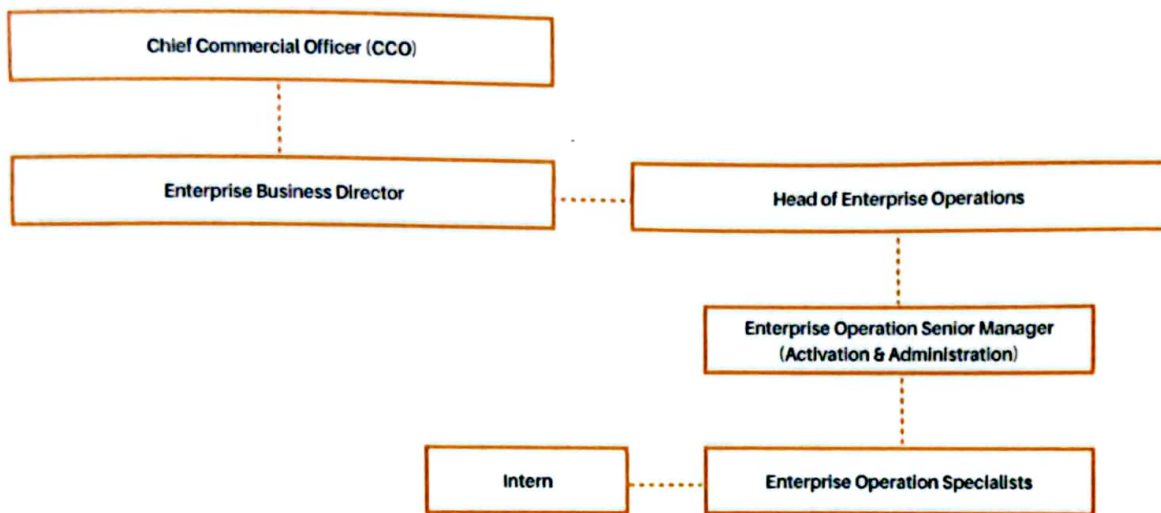 Chief Commercial Officer (CCO)
Enterprise Business Director
Head of Enterprise Operations
Enterprise Operation Senior Manager
(Activation & Administration)
Intern
Enterprise Operation Specialists